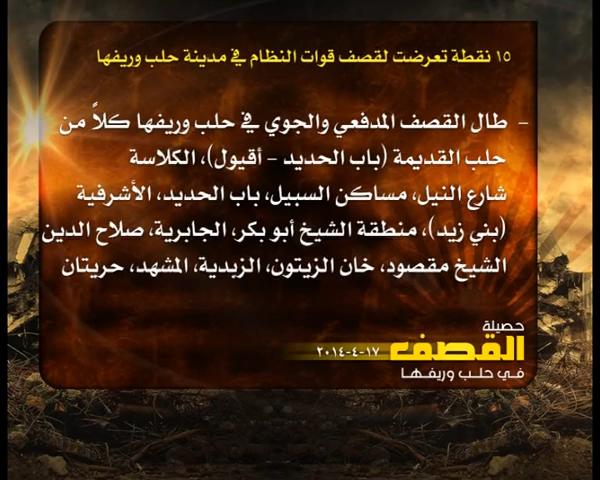 ١٥ نقطة تعرضت لقصف قوات النظام في مدينة حلب وريفها
- طال القصف المدفعي والجوي في حلب وريفها كلاً من
حلب القديمة (باب الحديد - أقيول)، الكلاسة
شارع النيل، مساكن السبيل، باب الحديد، الأشرفية
(بني زيد)، منطقة الشيخ أبو بكر، الجابرية، صلاح الدين
الشيخ مقصود، خان الزيتون، الزبدية، المشهد، حريتان
حصيلة
القصف ١٧-٤-٢٠١٤
في حلب وريفها